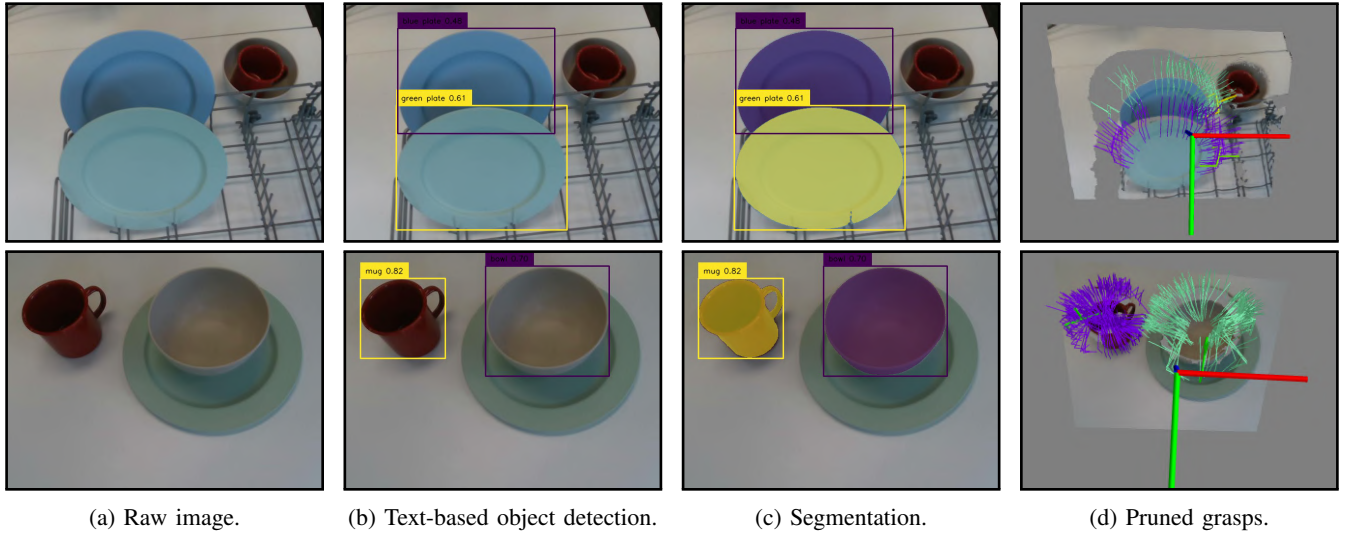 blue plate 0.48
blue plate 0.48
green plate 0.61
green plate 0.61
mug 0.82
bowl 0.70
mug 0.82
bowl 0.70
(a) Raw image.
(b) Text-based object detection.
(c) Segmentation.
(d) Pruned grasps.